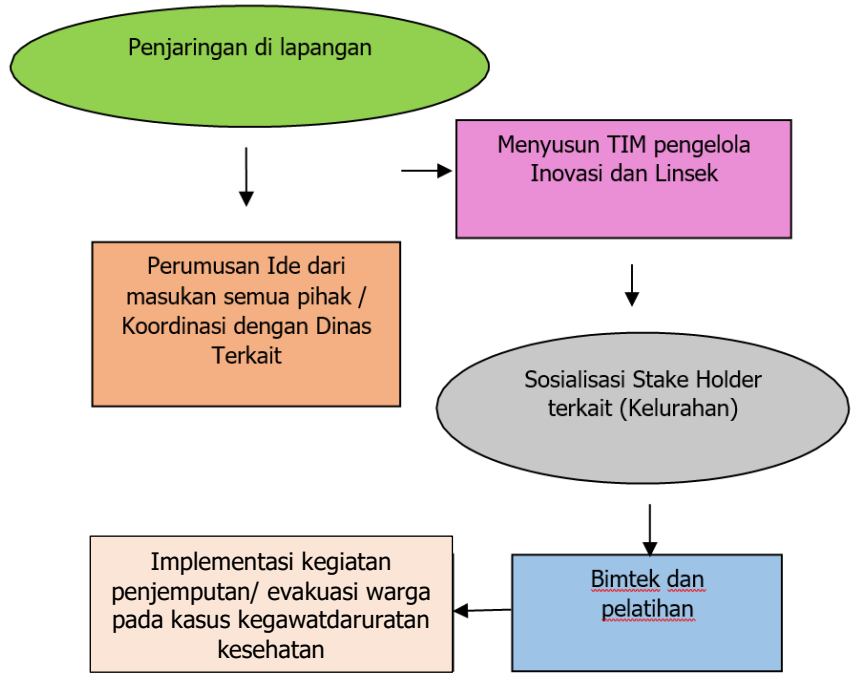 Penjaringan di lapangan
Menyusun TIM pengelola
Inovasi dan Linsek
Perumusan Ide dari
masukan semua pihak /
Koordinasi dengan Dinas
Terkait
Sosialisasi Stake Holder
terkait (Kelurahan)
Bimtek dan
pelatihan
Implementasi kegiatan
penjemputan/ evakuasi warga
pada kasus kegawatdaruratan
kesehatan